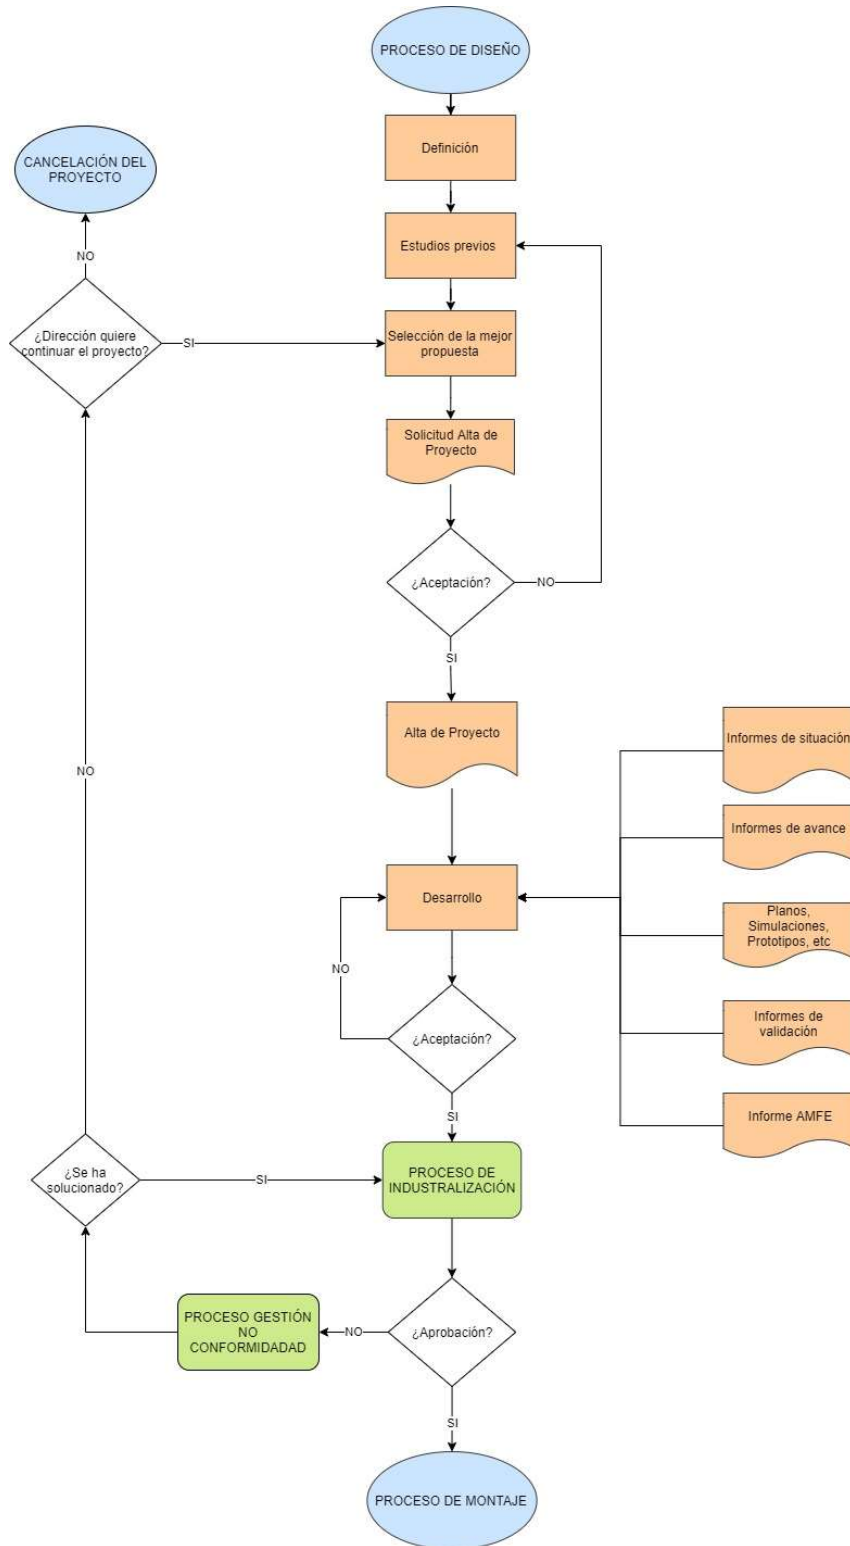 PROCESO DE DISEÑO
Definición
CANCELACIÓN DEL
PROYECTO
Estudios previos
NO
¿Dirección quiere
continuar el proyecto?
SI
Selección de la mejor
propuesta
Solicitud Alta de
Proyecto
¿Aceptación?
NO
SI
Alta de Proyecto
Informes de situación
NO
Informes de avance
Desarrollo
Planos,
Simulaciones,
Prototipos, etc
NO
¿Aceptación?
Informes de
validación
SI
Informe AMFE
¿Se ha
solucionado?
SI
PROCESO DE
INDUSTRALIZACIÓN
PROCESO GESTIÓN
NO
CONFORMIDADAD
NO
¿Aprobación?
SI
PROCESO DE MONTAJE